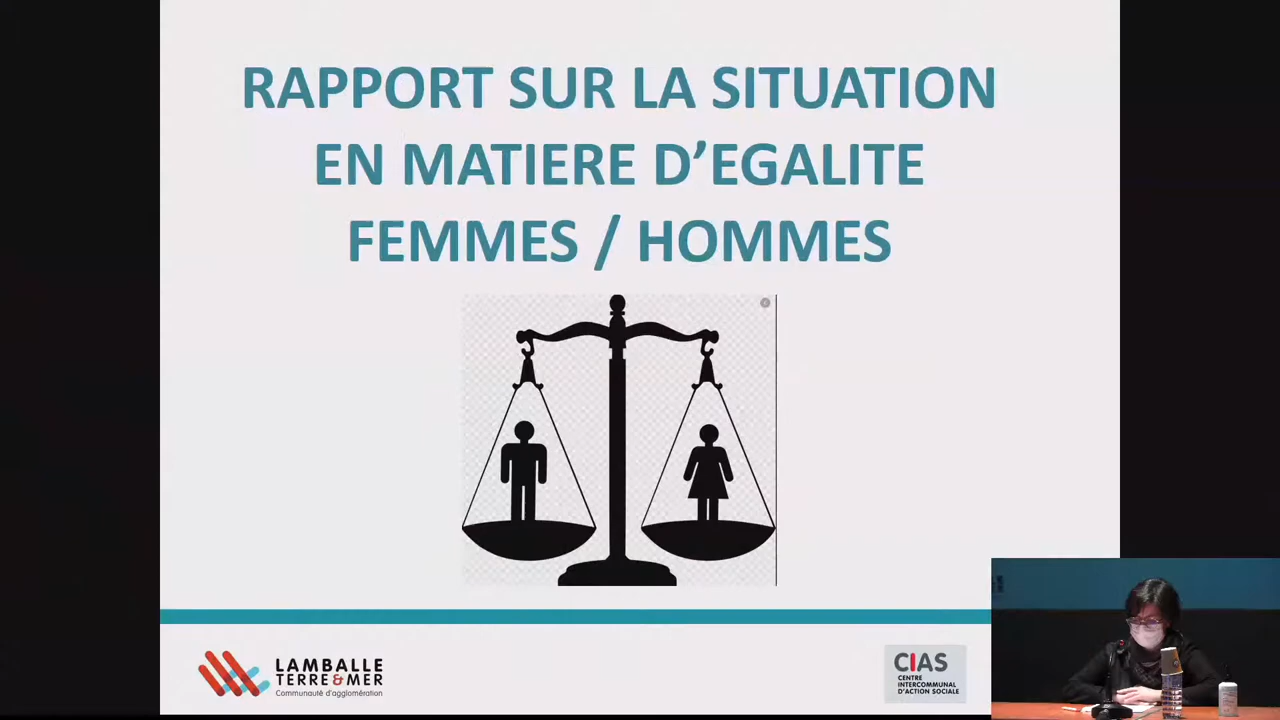 RAPPORT SUR LA SITUATION
EN MATIERE D’EGALITE
FEMMES / HOMMES
LAMBALLE
TERRE & MER
Communauté d'agglomération
CIAS
CENTRE
INTERCOMMUNAL
D'ACTION SOCIALE